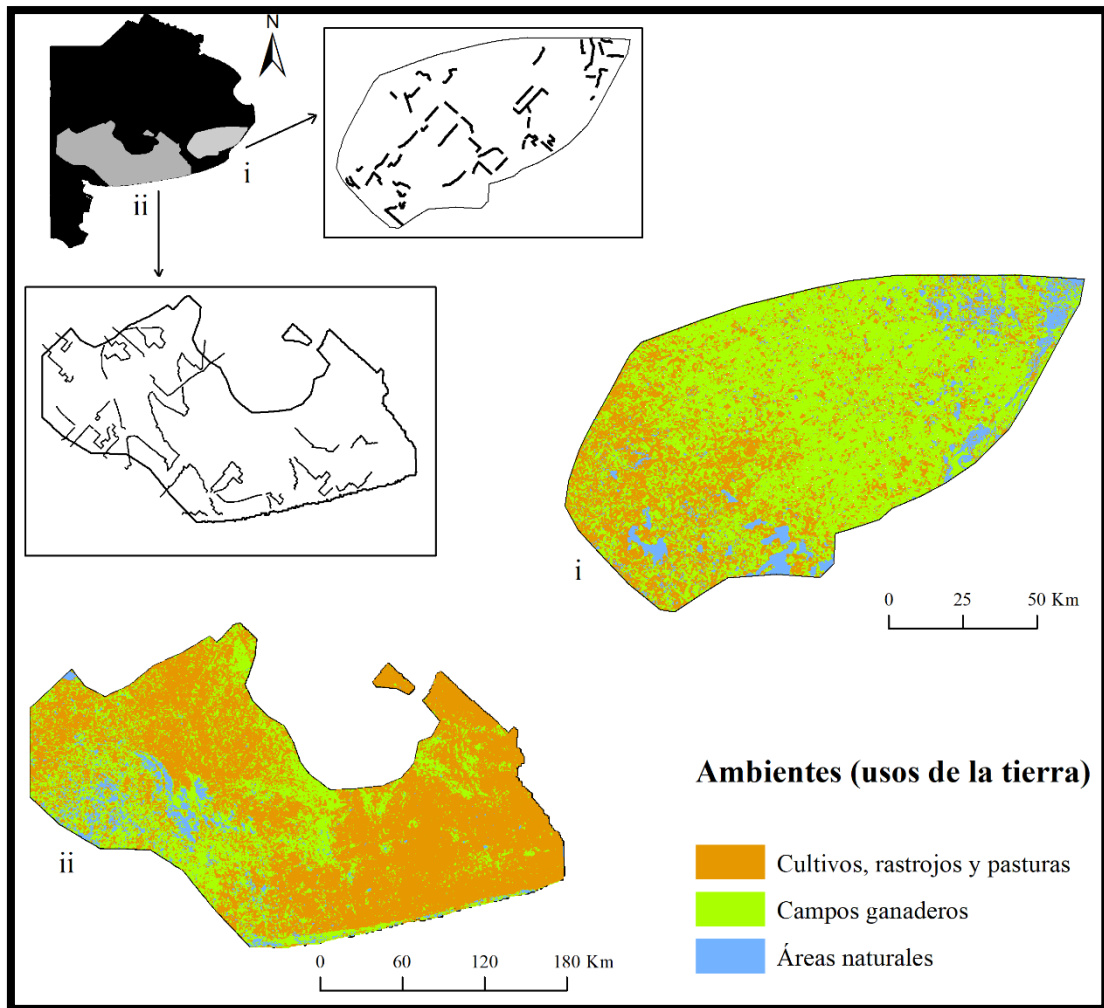 N
i
ii
i
0 25 50 Km
ii
0 60 120 180 Km
Ambientes (usos de la tierra)
Cultivos, rastrojos y pasturas
Campos ganaderos
Áreas naturales